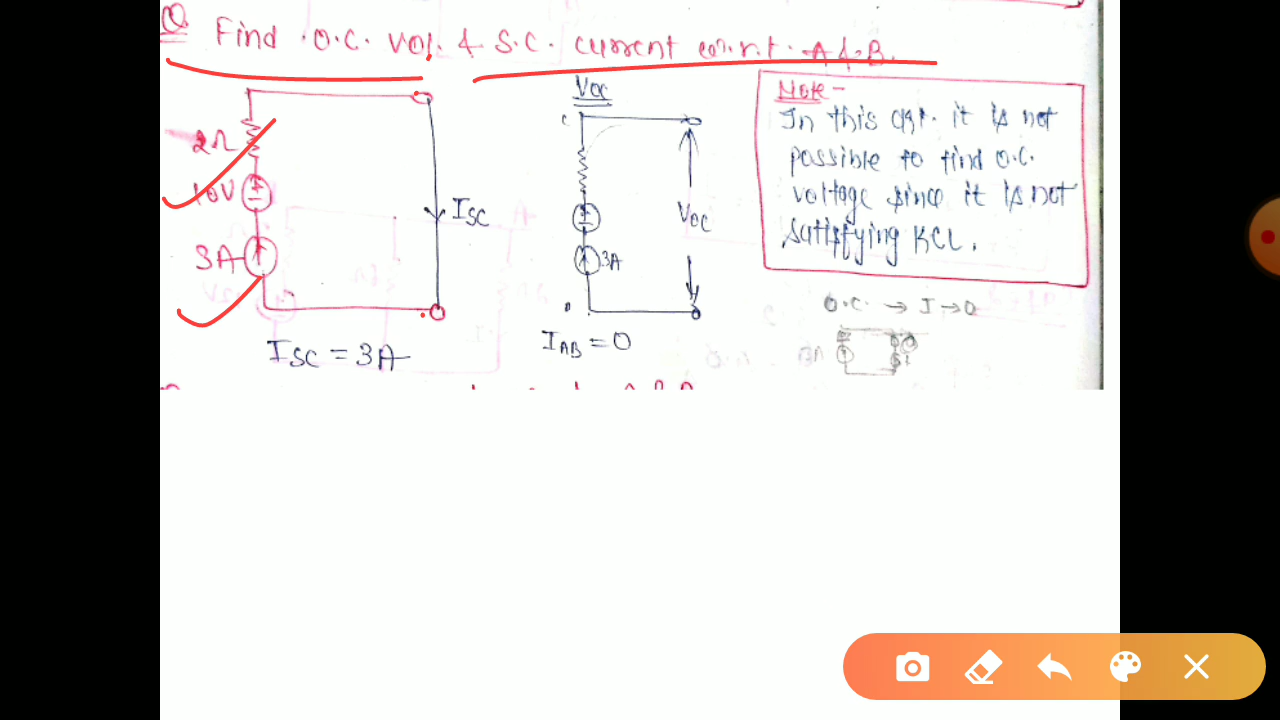 Q Find O.C. vol. & S.C. current w.r.t. A & B.
2Ω
10V
3A
ISC
ISC = 3A
VOC
3A
VOC
IAB = 0
Note -
In this ckt. it is not
possible to find O.C.
voltage since it is not
satisfying KCL.
O.C. → I → 0
3A